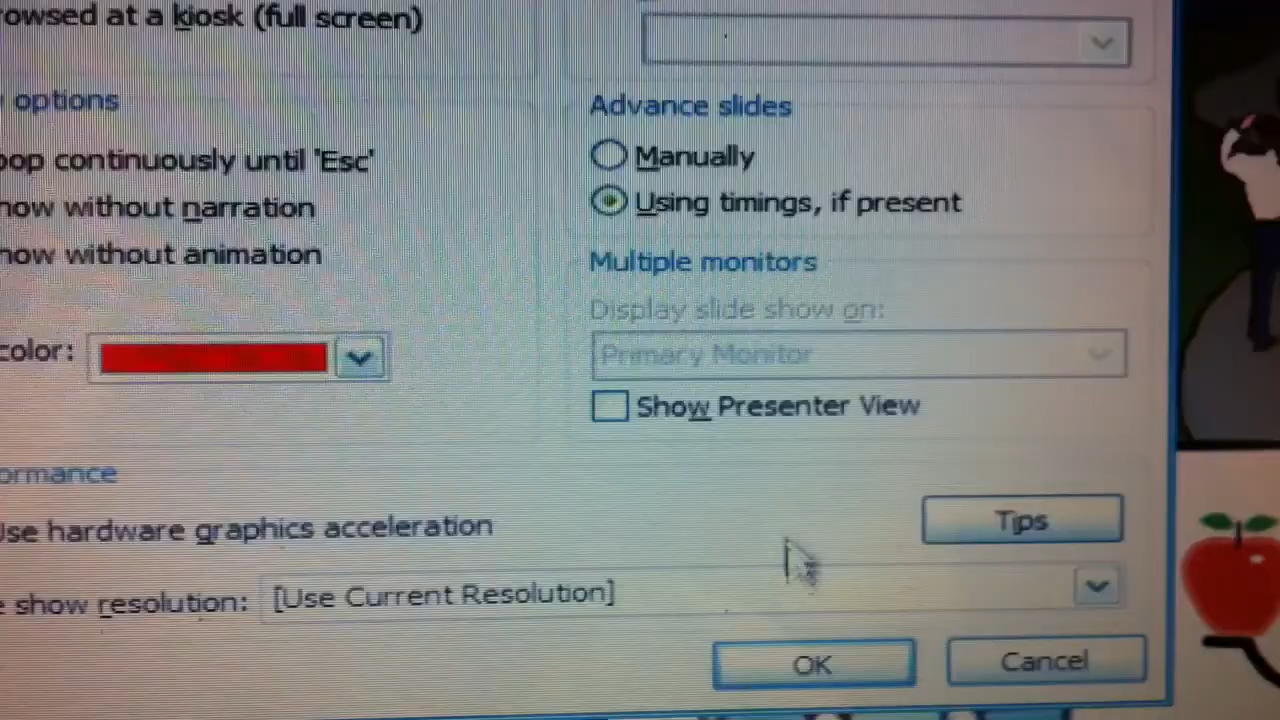 owsed at a kiosk (full screen)
options
oop continuously until 'Esc'
how without narration
how without animation
color:
ormance
Use hardware graphics acceleration
e show resolution: [Use Current Resolution]
Advance slides
Manually
Using timings, if present
Multiple monitors
Display slide show on:
Primary Monitor
Show Presenter View
Tips
OK
Cancel